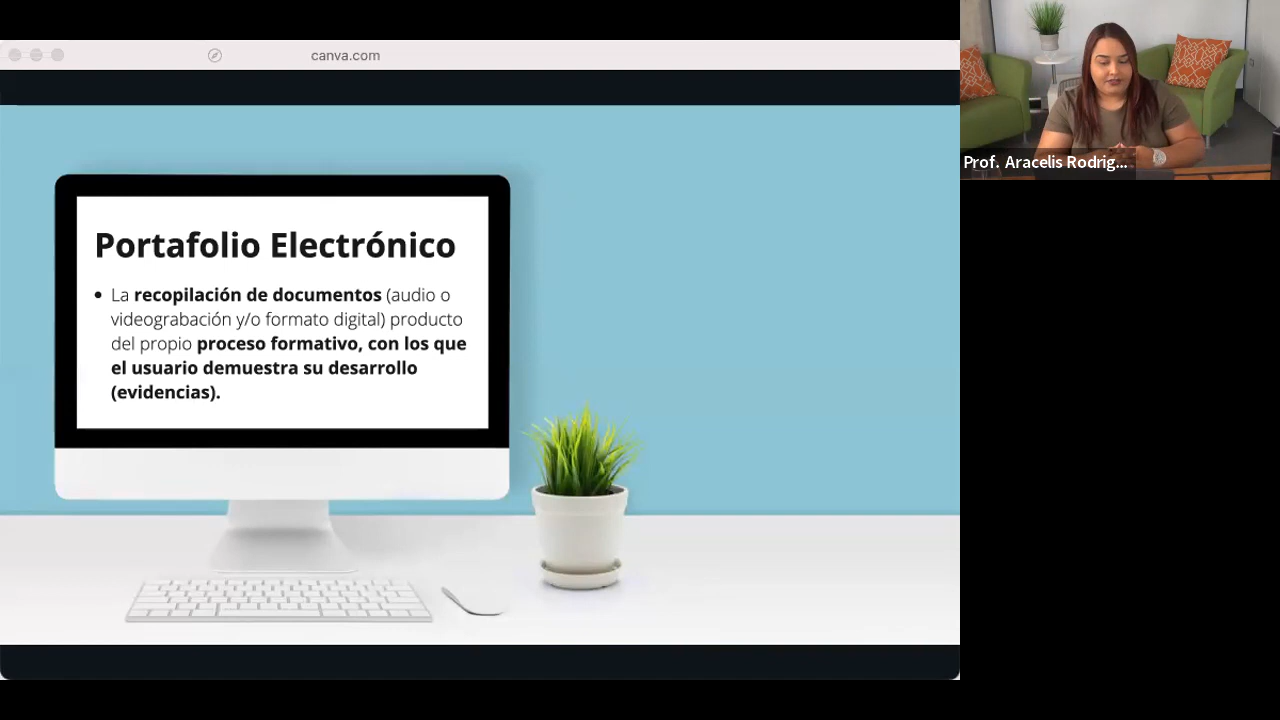 canva.com
Portafolio Electrónico
• La recopilación de documentos (audio o
videograbación y/o formato digital) producto
del propio proceso formativo, con los que
el usuario demuestra su desarrollo
(evidencias).
Prof. Aracelis Rodrig...